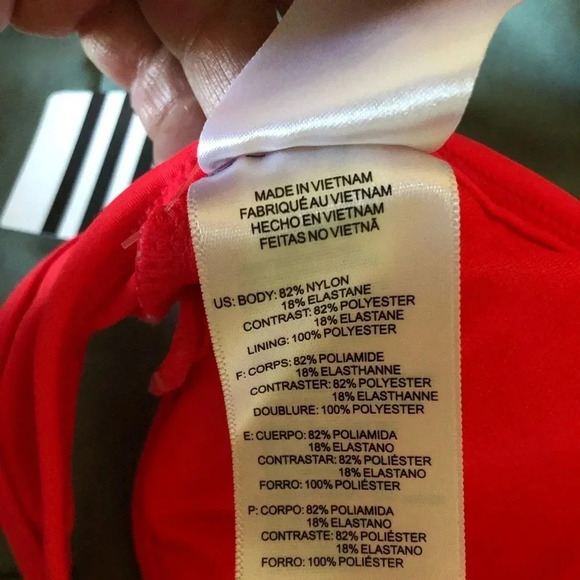 MADE IN VIETNAM
FABRIQUÉ AU VIETNAM
HECHO EN VIETNAM
FEITAS NO VIETNÃ
US: BODY: 82% NYLON
18% ELASTANE
CONTRAST: 82% POLYESTER
18% ELASTANE
LINING: 100% POLYESTER
F: CORPS: 82% POLIAMIDE
18% ELASTHANNE
CONTRASTER: 82% POLYESTER
18% ELASTHANNE
DOUBLURE: 100% POLYESTER
E: CUERPO: 82% POLIAMIDA
18% ELASTANO
CONTRASTAR: 82% POLIÉSTER
18% ELASTANO
FORRO: 100% POLIÉSTER
P: CORPO: 82% POLIAMIDA
18% ELASTANO
CONTRASTE: 82% POLIÉSTER
18% ELASTANO
FORRO: 100% POLIÉSTER